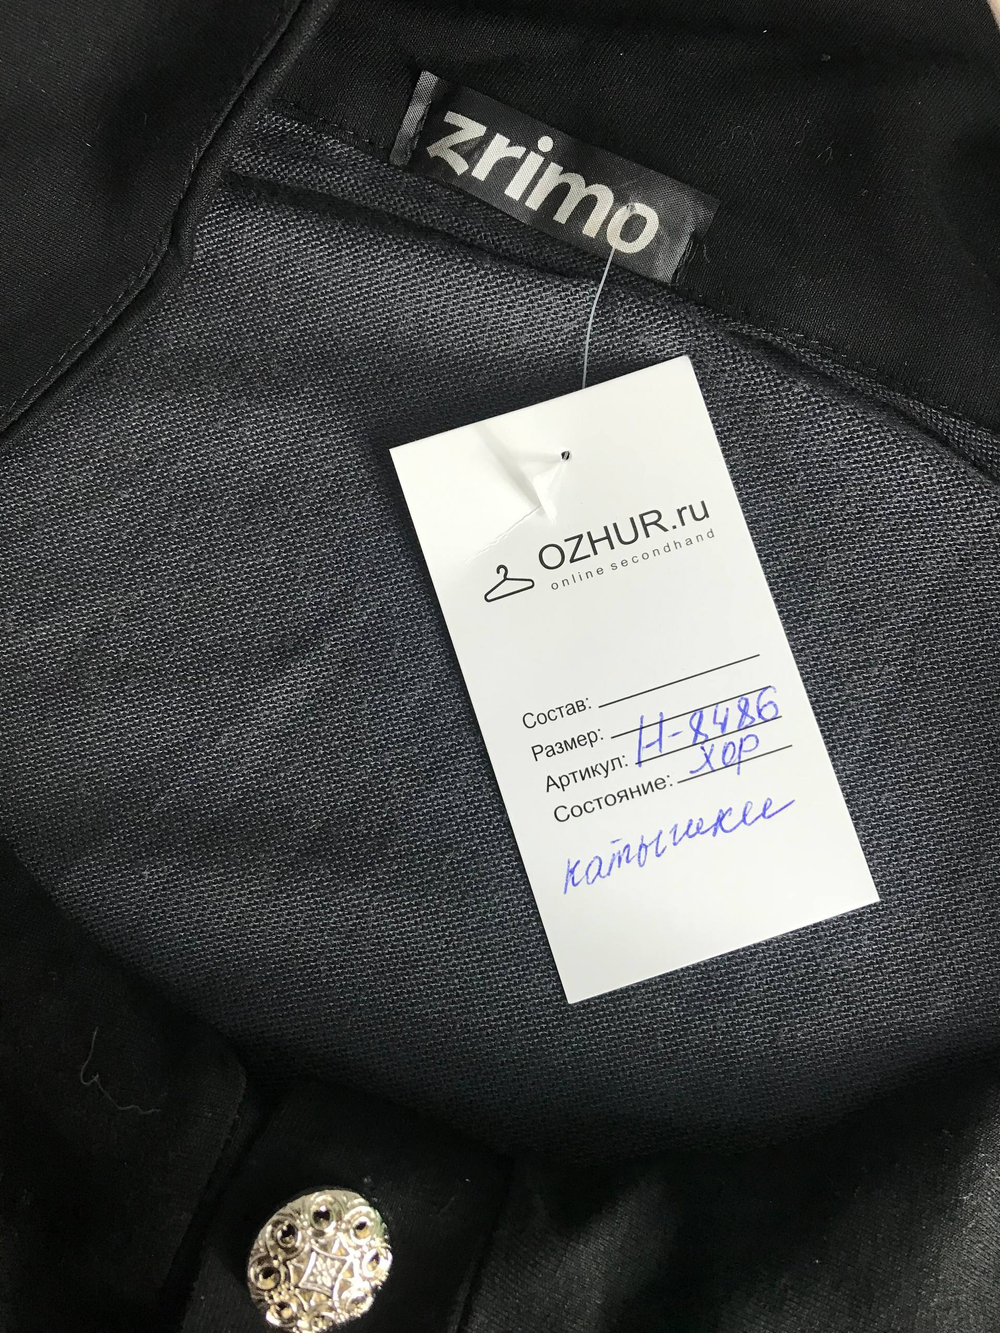 zrimo
OZHUR.ru
online secondhand
Состав:
Размер:
Артикул: Н-8486
Состояние: хор
катышки